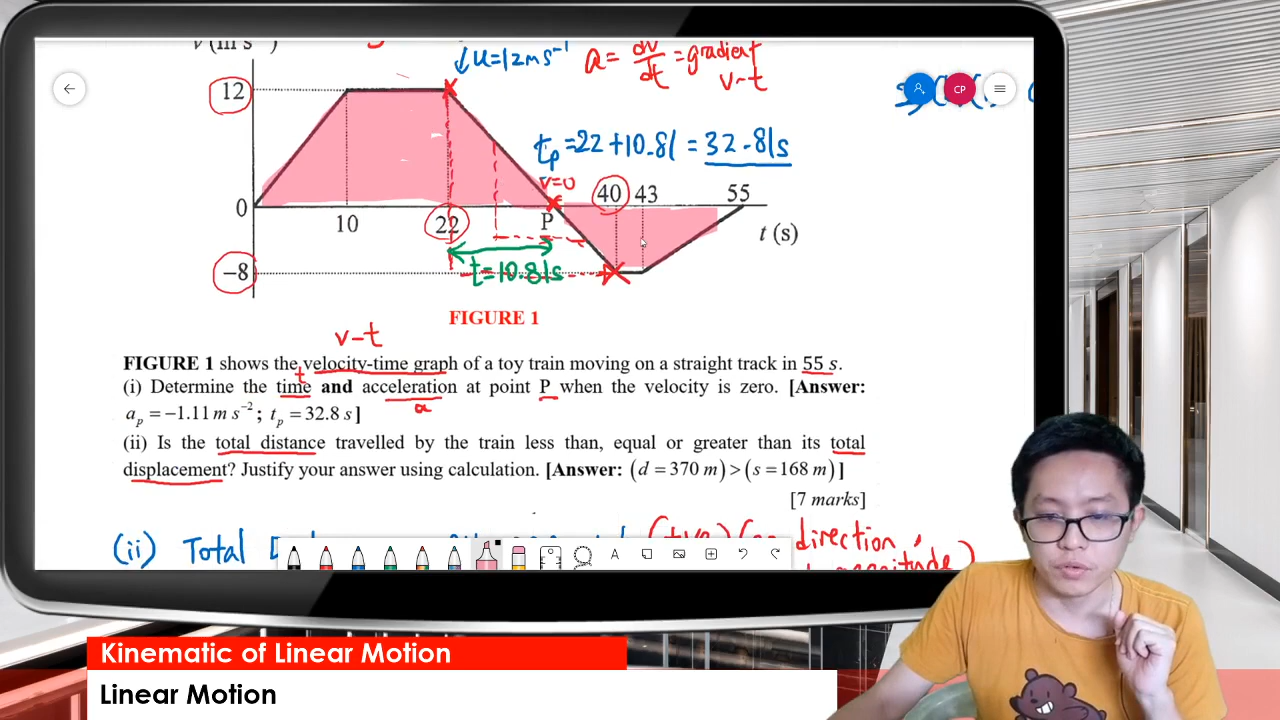 v (m s⁻¹)
↓u=12ms⁻¹
a = dv/dt = gradient
v-t
12
CP
tₚ=22+10.81 = 32.81s
v=0
40 43 55
0
10 22 P
t (s)
-8
t=10.81s
FIGURE 1
v-t
FIGURE 1 shows the velocity-time graph of a toy train moving on a straight track in 55 s.
t
(i) Determine the time and acceleration at point P when the velocity is zero. [Answer:
a
aₚ = −1.11 m s⁻² ; tₚ = 32.8 s]
(ii) Is the total distance travelled by the train less than, equal or greater than its total
displacement? Justify your answer using calculation. [Answer: (d = 370 m) > (s = 168 m)]
[7 marks]
(ii) Total
direction,
A
Kinematic of Linear Motion
Linear Motion